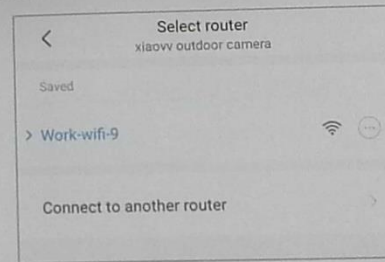 Select router
xiaovv outdoor camera
Saved
Work-wifi-9
Connect to another router